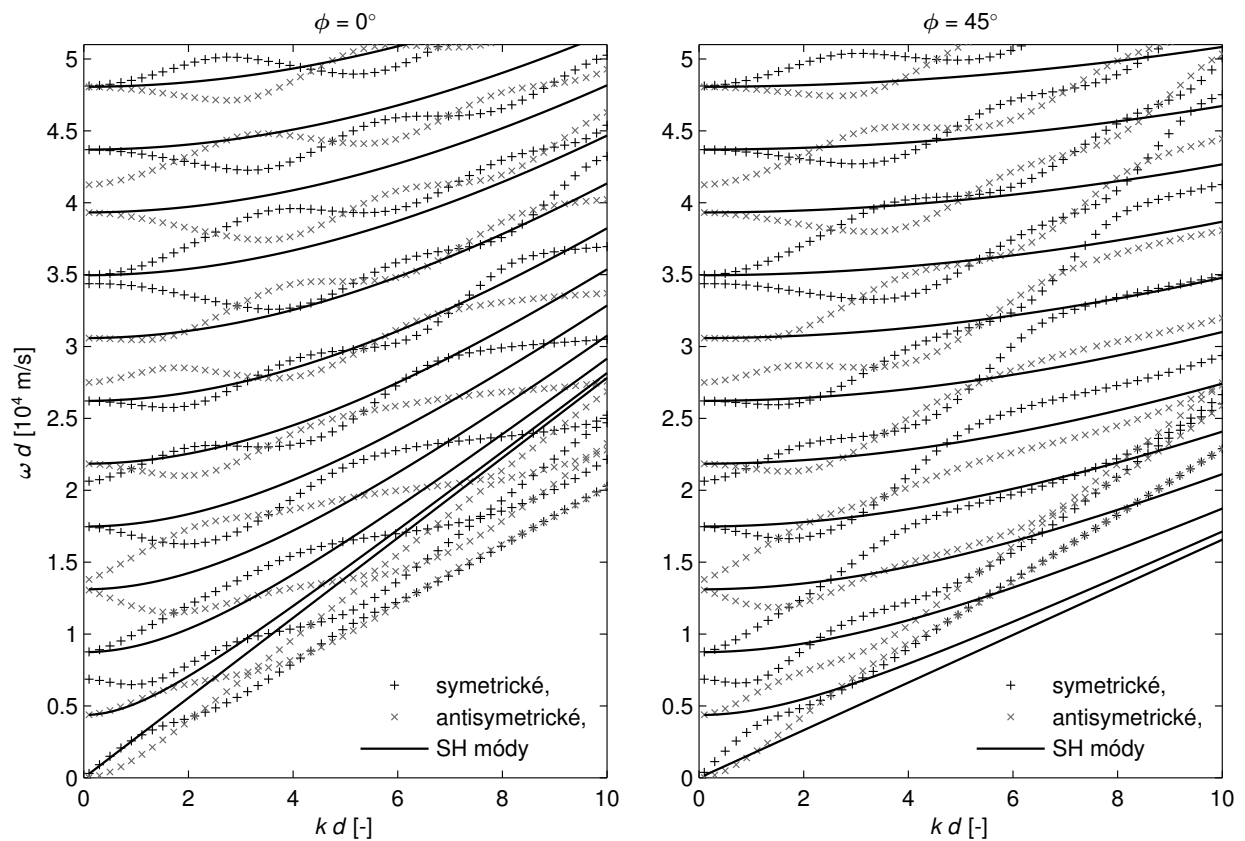 ϕ = 0°
5
4.5
4
3.5
3
2.5
2
1.5
1
0.5
0
ω d [10⁴ m/s]
symetrické,
antisymetrické,
SH módy
0 2 4 6 8 10
k d [-]
ϕ = 45°
5
4.5
4
3.5
3
2.5
2
1.5
1
0.5
0
symetrické,
antisymetrické,
SH módy
0 2 4 6 8 10
k d [-]